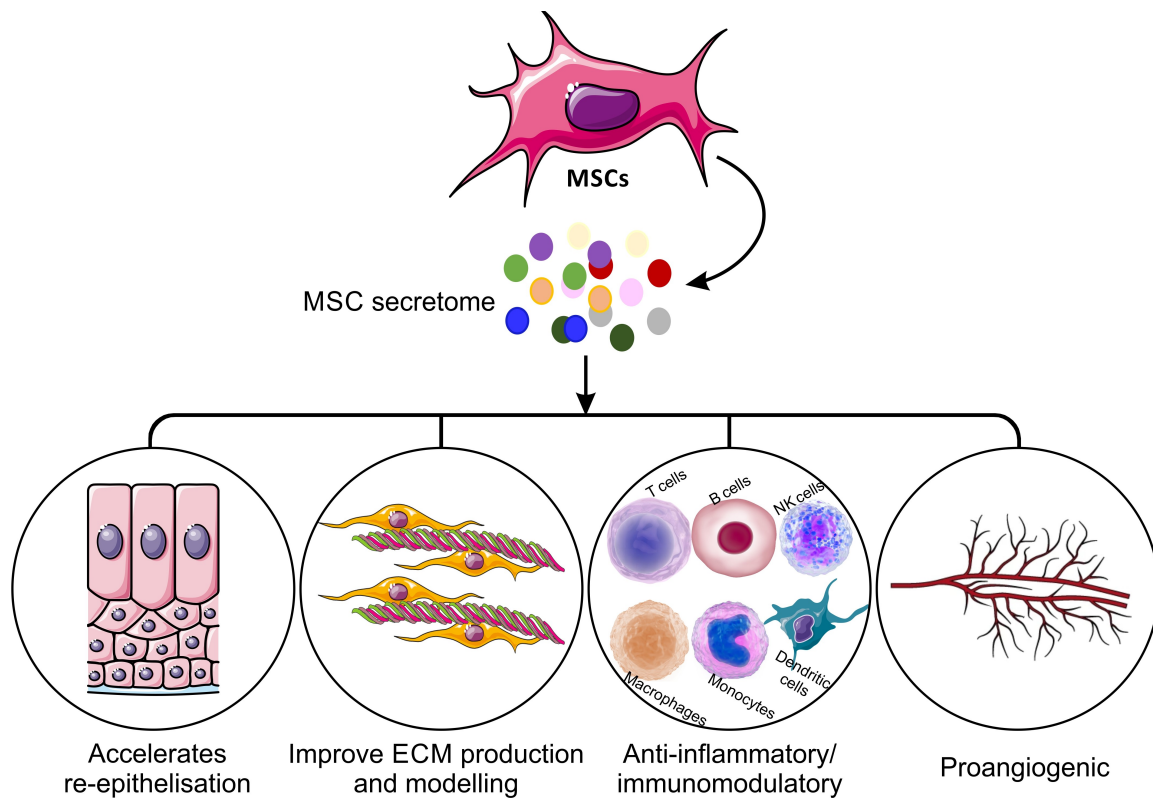 MSCs
MSC secretome
T cells
B cells
NK cells
Macrophages
Monocytes
Dendritic
cells
Accelerates
re-epithelisation
Improve ECM production
and modelling
Anti-inflammatory/
immunomodulatory
Proangiogenic